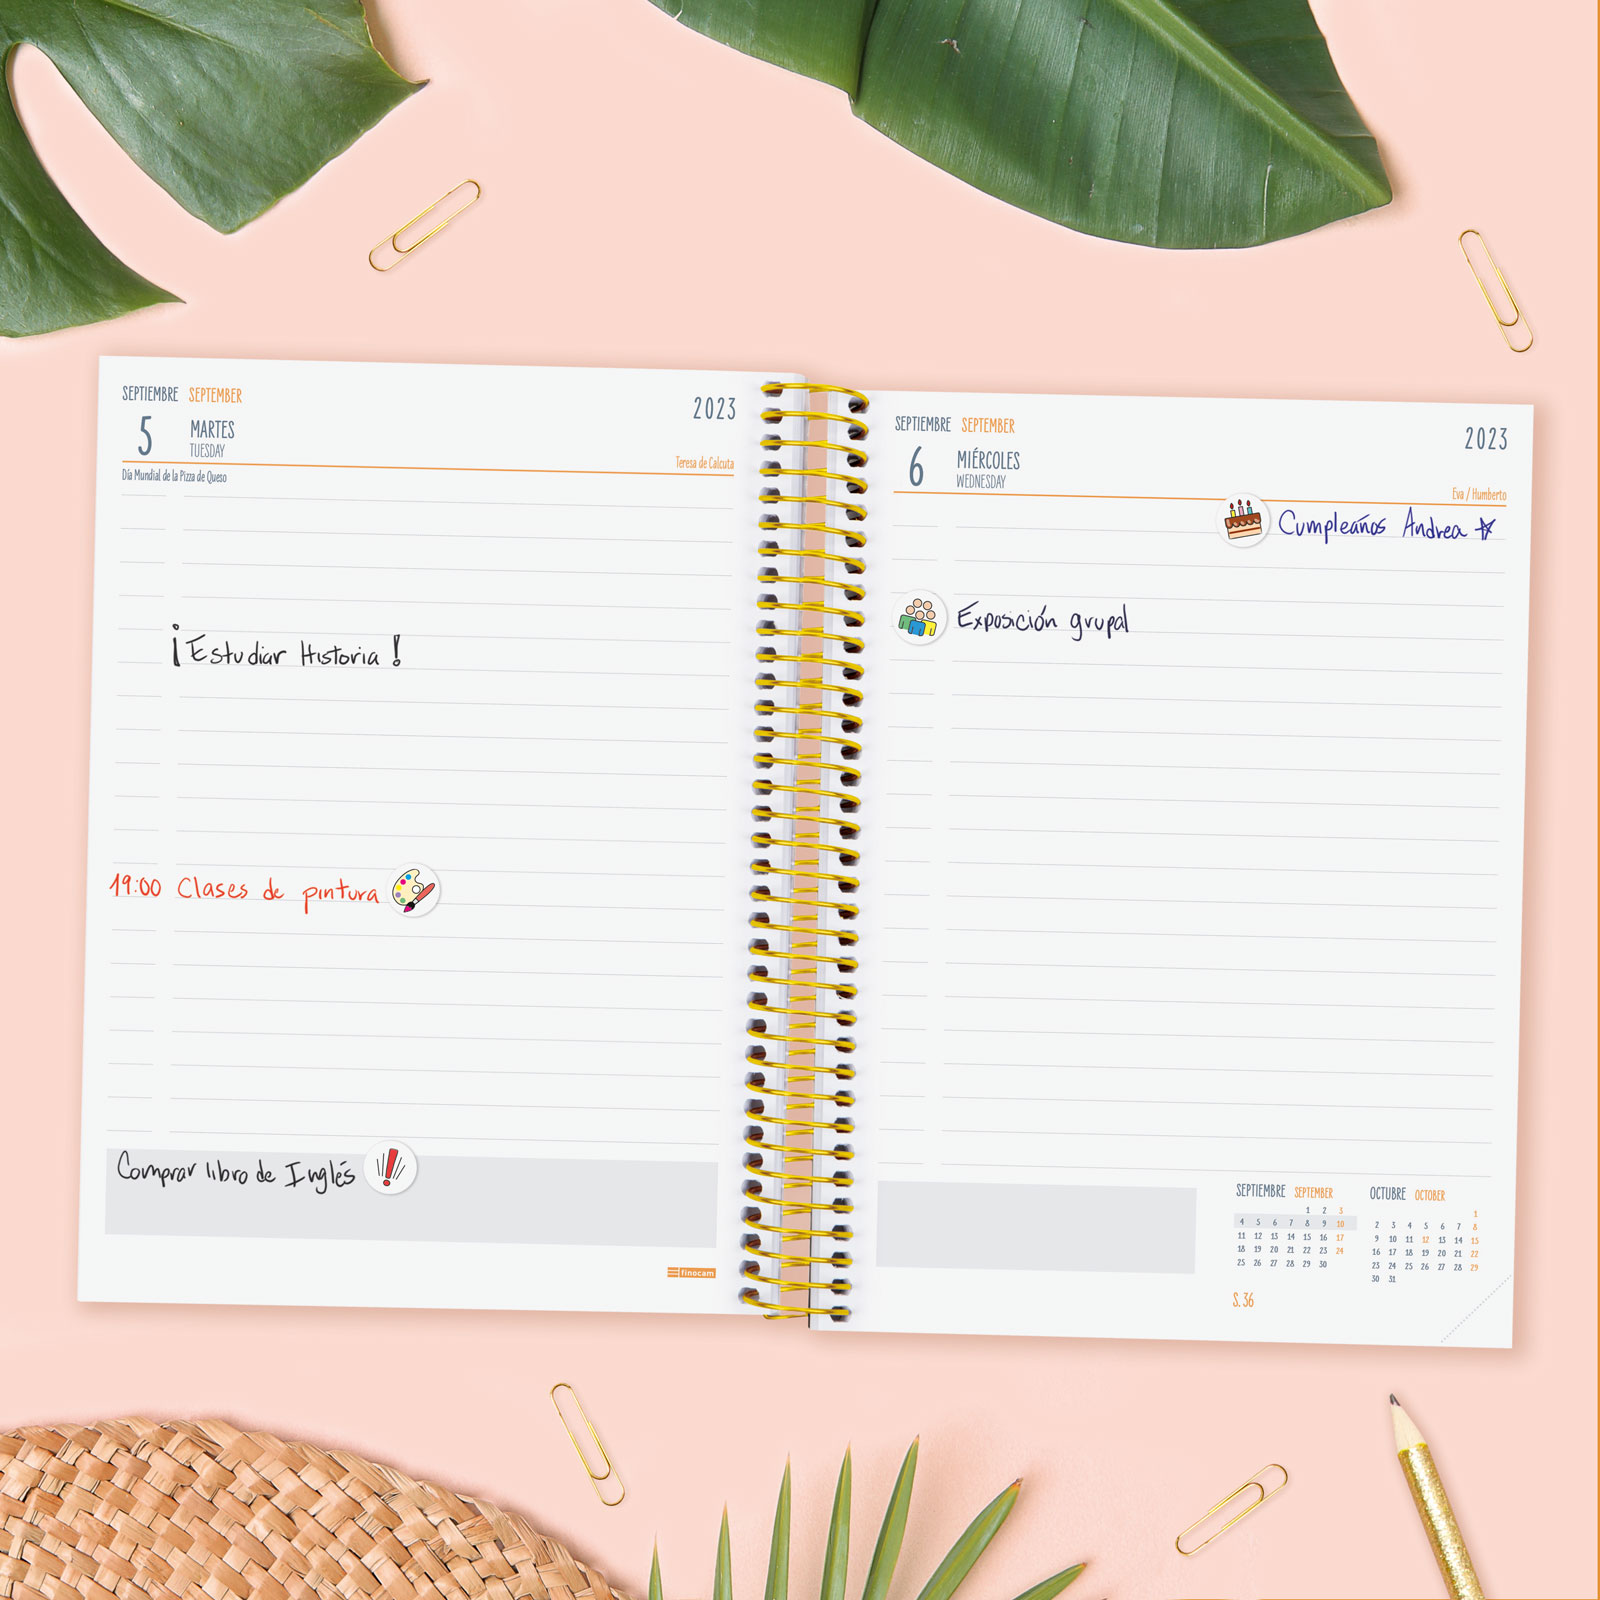 SEPTIEMBRE SEPTEMBER
2023
5 MARTES
TUESDAY
Teresa de Calcuta
Día Mundial de la Pizza de Queso
¡Estudiar Historia!
19:00 Clases de pintura
Comprar libro de Inglés
finocam
SEPTIEMBRE SEPTEMBER
2023
6 MIÉRCOLES
WEDNESDAY
Eva / Humberto
Cumpleaños Andrea
Exposición grupal
SEPTIEMBRE SEPTEMBER
1 2 3
4 5 6 7 8 9 10
11 12 13 14 15 16 17
18 19 20 21 22 23 24
25 26 27 28 29 30
S. 36
OCTUBRE OCTOBER
1
2 3 4 5 6 7 8
9 10 11 12 13 14 15
16 17 18 19 20 21 22
23 24 25 26 27 28 29
30 31